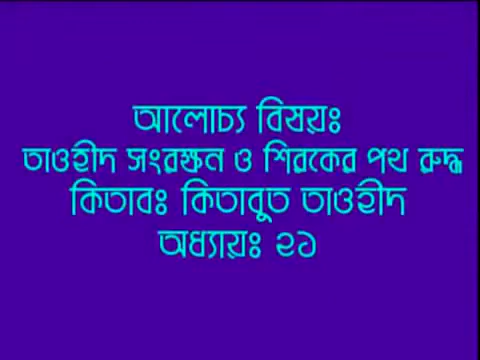 আলোচ্য বিষয়ঃ
তাওহীদ সংরক্ষন ও শিরকের পথ রুদ্ধ
কিতাবঃ কিতাবুত তাওহীদ
অধ্যায়ঃ ২১